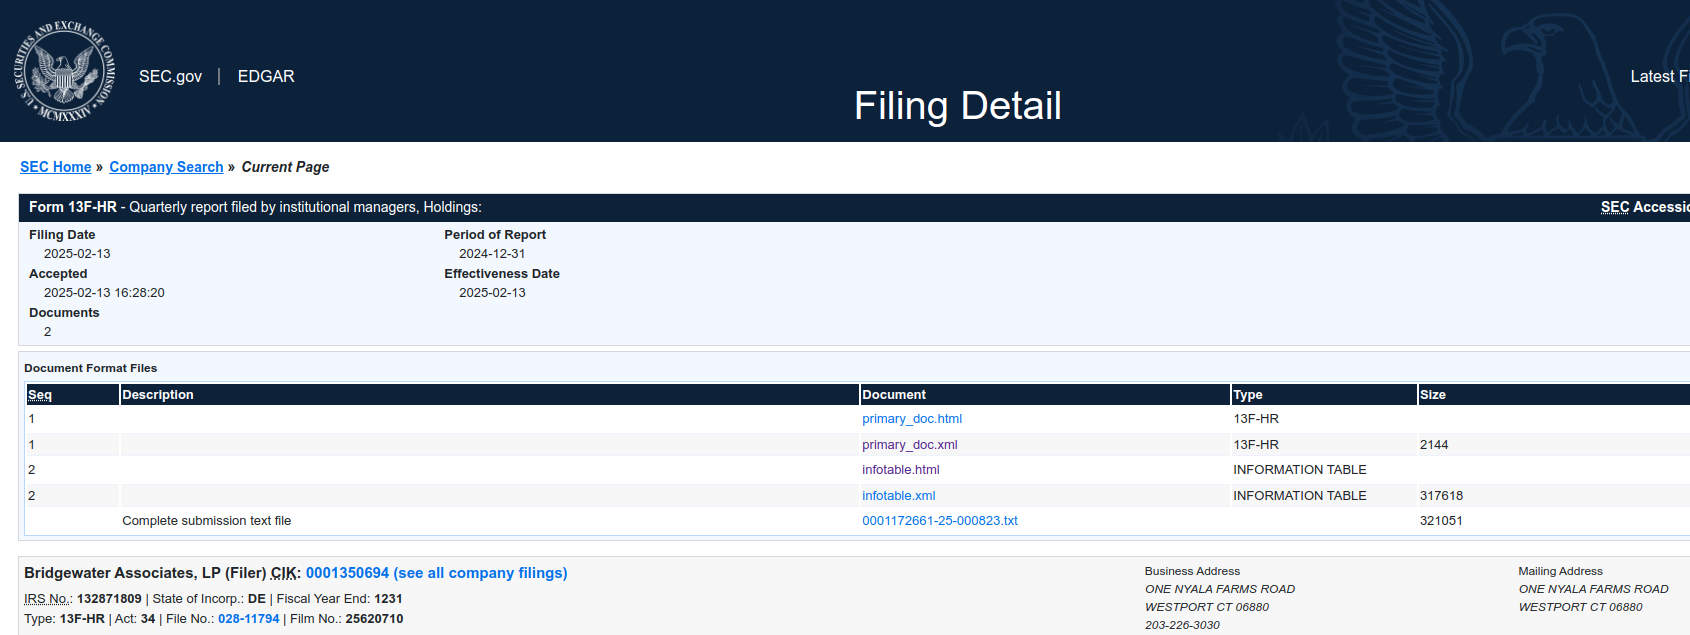 U.S. SECURITIES AND EXCHANGE COMMISSION
MCMXXXIV
SEC.gov | EDGAR
Filing Detail
Latest Fi
SEC Home » Company Search » Current Page
Form 13F-HR - Quarterly report filed by institutional managers, Holdings: SEC Accessio
Filing Date Period of Report
2025-02-13 2024-12-31
Accepted Effectiveness Date
2025-02-13 16:28:20 2025-02-13
Documents
2
Document Format Files
Seq Description Document Type Size
1 primary_doc.html 13F-HR
1 primary_doc.xml 13F-HR 2144
2 infotable.html INFORMATION TABLE
2 infotable.xml INFORMATION TABLE 317618
Complete submission text file 0001172661-25-000823.txt 321051
Bridgewater Associates, LP (Filer) CIK: 0001350694 (see all company filings)
IRS No.: 132871809 | State of Incorp.: DE | Fiscal Year End: 1231
Type: 13F-HR | Act: 34 | File No.: 028-11794 | Film No.: 25620710
Business Address
ONE NYALA FARMS ROAD
WESTPORT CT 06880
203-226-3030
Mailing Address
ONE NYALA FARMS ROAD
WESTPORT CT 06880